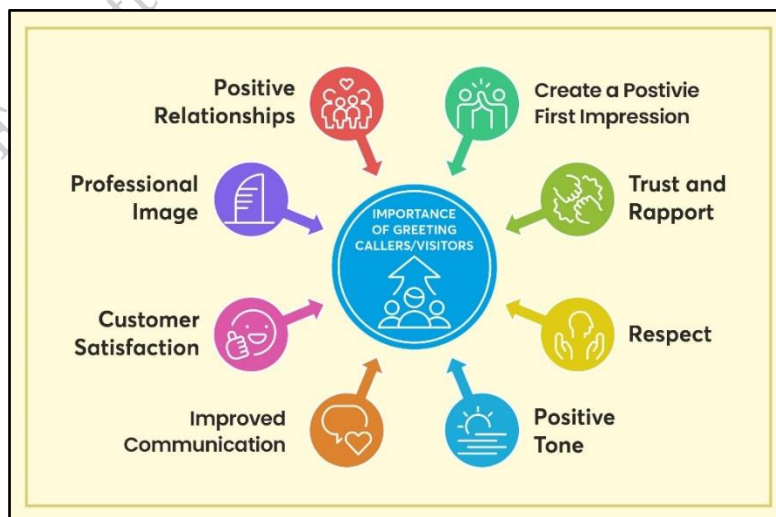 Positive
Relationships
Create a Postivie
First Impression
Professional
Image
IMPORTANCE
OF GREETING
CALLERS/VISITORS
Trust and
Rapport
Customer
Satisfaction
Respect
Improved
Communication
Positive
Tone